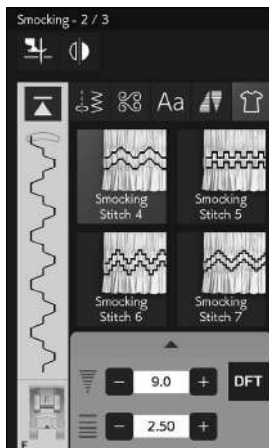 Smocking - 2 / 3
Aa
Smocking
Stitch 4
Smocking
Stitch 5
Smocking
Stitch 6
Smocking
Stitch 7
− 9.0 + DFT
− 2.50 +
F